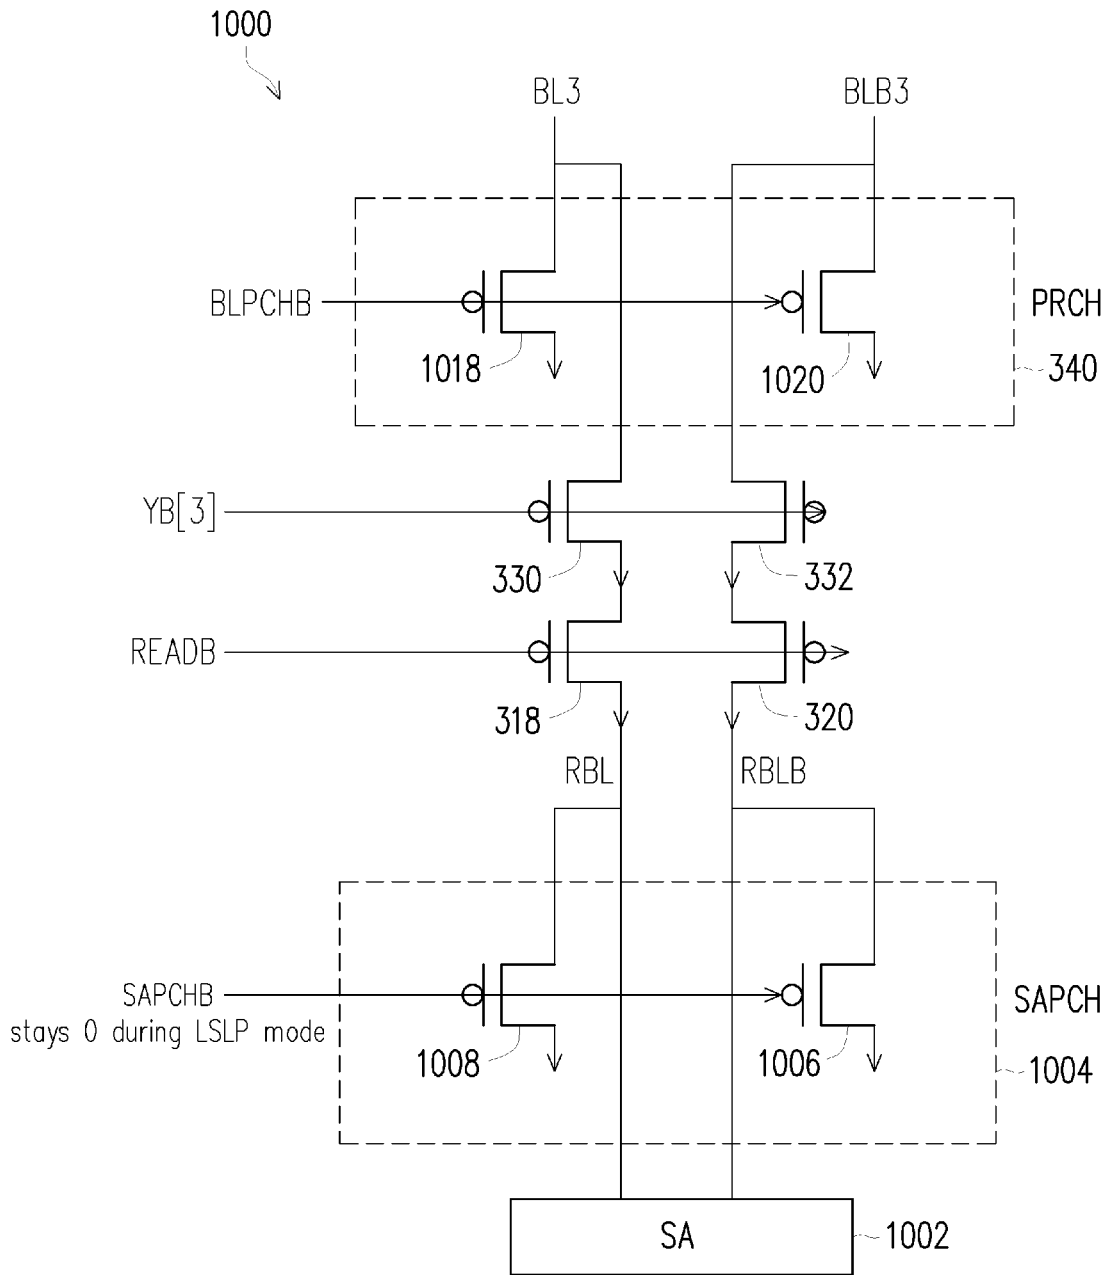 1000
BL3
BLB3
BLPCHB
PRCH
1018
1020
340
YB[3]
330
332
READB
318
320
RBL
RBLB
SAPCHB
stays 0 during LSLP mode
SAPCH
1008
1006
1004
SA
1002